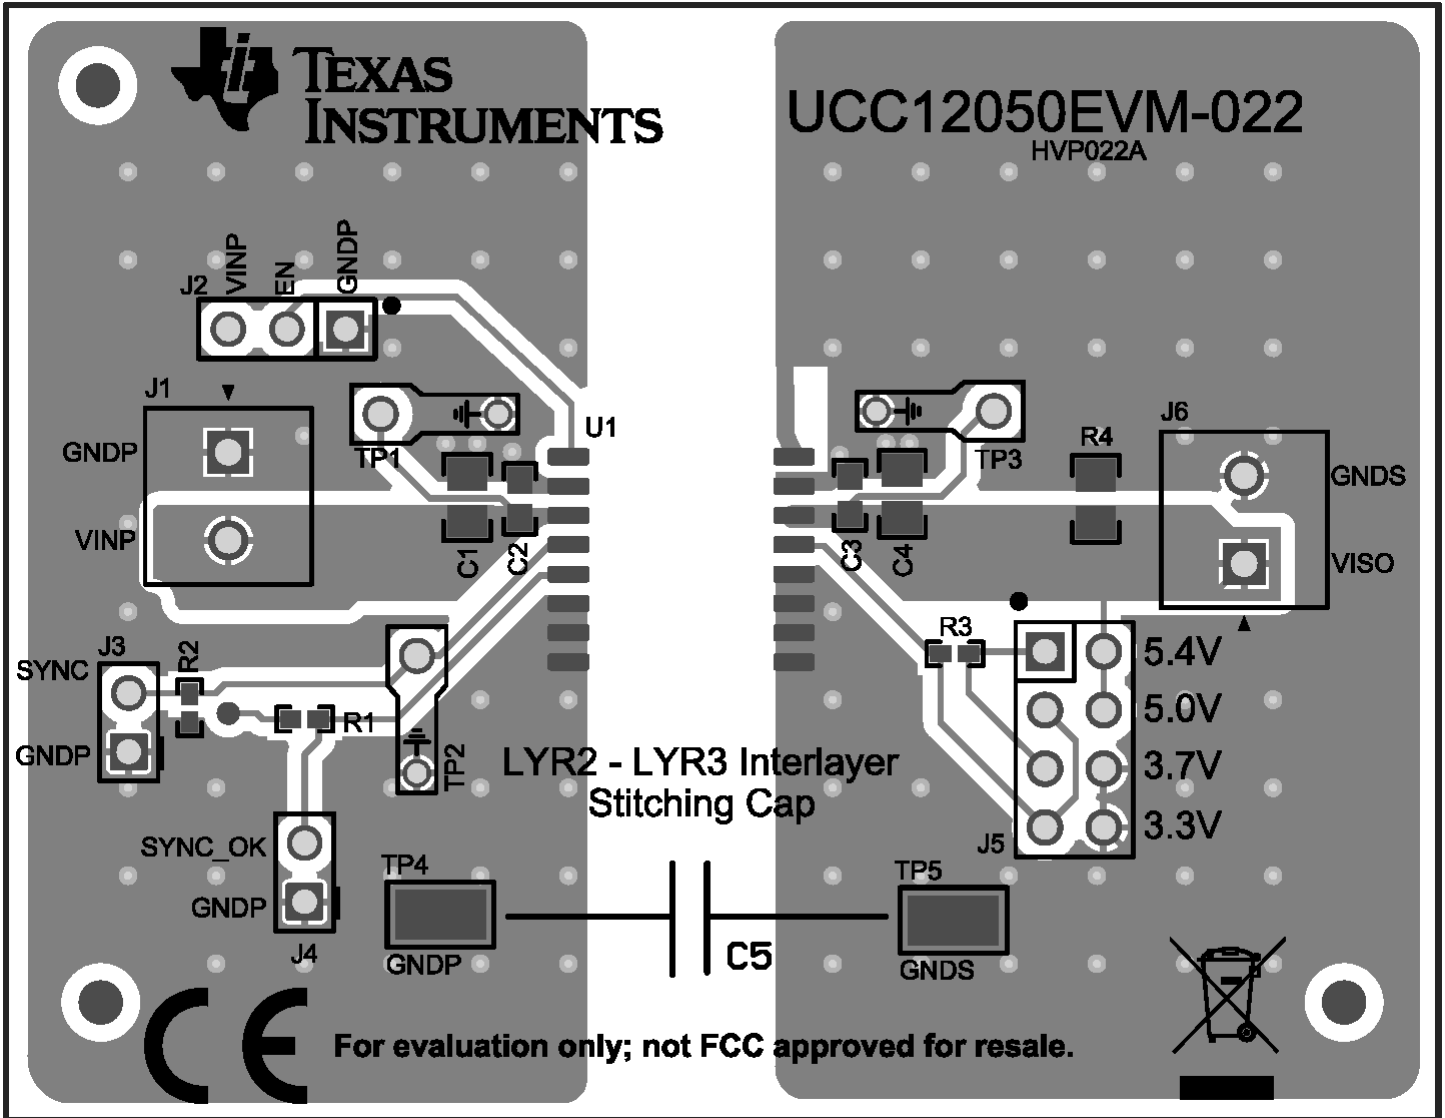 TEXAS
INSTRUMENTS
UCC12050EVM-022
HVP022A
J2
VINP
EN
GNDP
J1
GNDP
VINP
TP1
C1
C2
U1
TP3
C3
C4
R4
J6
GNDS
VISO
J3
SYNC
GNDP
R2
R1
TP2
R3
5.4V
5.0V
3.7V
3.3V
J5
LYR2 - LYR3 Interlayer
Stitching Cap
SYNC_OK
GNDP
J4
TP4
GNDP
C5
TP5
GNDS
CE
For evaluation only; not FCC approved for resale.